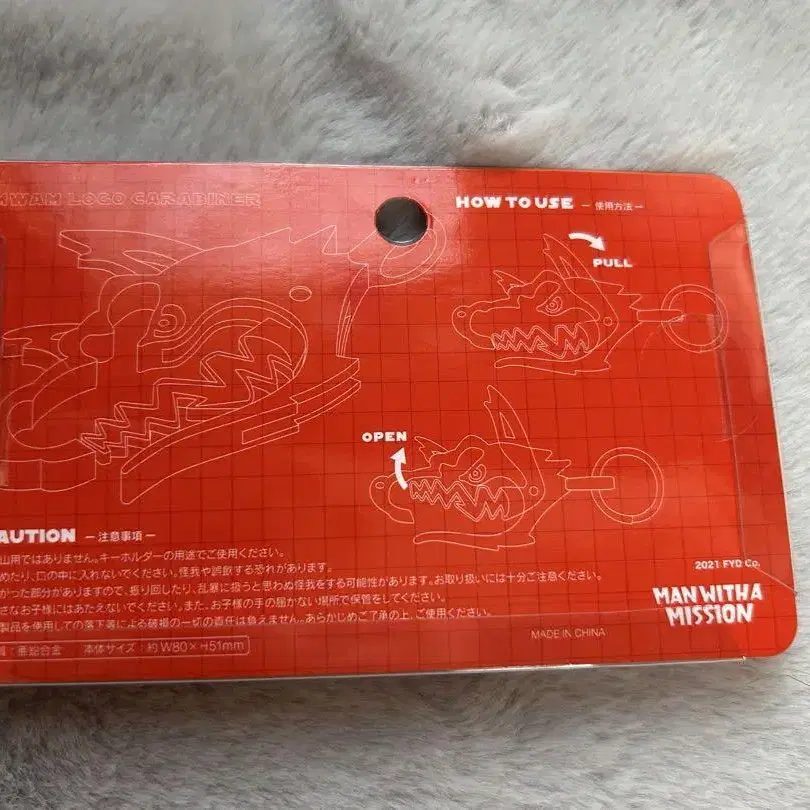 MWAM LOGO CARABINER
HOW TO USE ー使用方法ー
PULL
OPEN
AUTION ー注意事項ー
山用ではありません。キーホルダーの用途でご使用ください。
めたり、口の中に入れないでください。怪我や誤飲する恐れがあります。
がった部分がありますので、振り回したり、乱暴に扱うと思わぬ怪我をする可能性があります。お取り扱いには十分ご注意ください。
さなお子様にはあたえないでください。また、お子様の手の届かない場所で保管をしてください。
製品を使用しての落下等による破損の一切の責任は負えません。あらかじめご了承の上、ご使用ください。
質：亜鉛合金 本体サイズ：約 W80×H51mm
2021 FYD Co.
MAN WITH A
MISSION
MADE IN CHINA